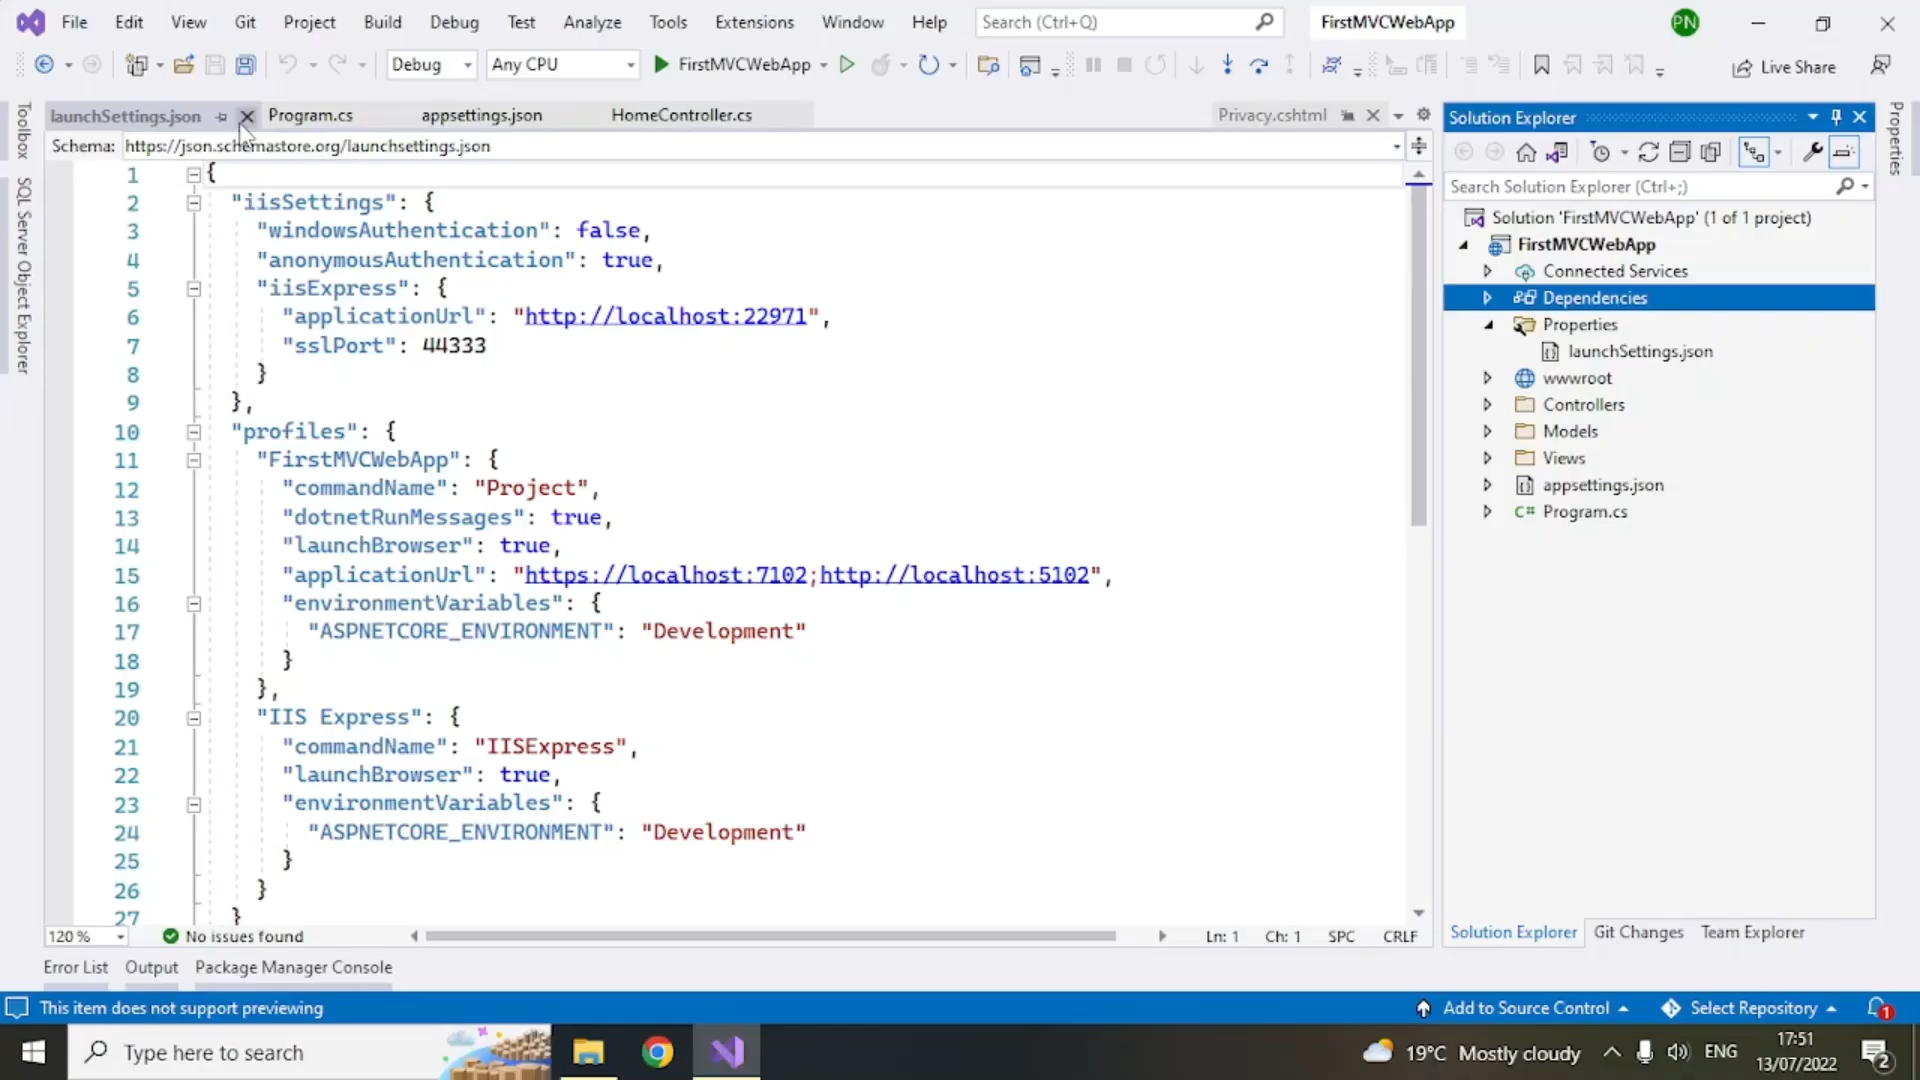 File Edit View Git Project Build Debug Test Analyze Tools Extensions Window Help Search (Ctrl+Q) FirstMVCWebApp PN
Debug Any CPU FirstMVCWebApp Live Share
launchSettings.json Program.cs appsettings.json HomeController.cs Privacy.cshtml
Schema: https://json.schemastore.org/launchsettings.json
1 {
2 "iisSettings": {
3 "windowsAuthentication": false,
4 "anonymousAuthentication": true,
5 "iisExpress": {
6 "applicationUrl": "http://localhost:22971",
7 "sslPort": 44333
8 }
9 },
10 "profiles": {
11 "FirstMVCWebApp": {
12 "commandName": "Project",
13 "dotnetRunMessages": true,
14 "launchBrowser": true,
15 "applicationUrl": "https://localhost:7102;http://localhost:5102",
16 "environmentVariables": {
17 "ASPNETCORE_ENVIRONMENT": "Development"
18 }
19 },
20 "IIS Express": {
21 "commandName": "IISExpress",
22 "launchBrowser": true,
23 "environmentVariables": {
24 "ASPNETCORE_ENVIRONMENT": "Development"
25 }
26 }
27 }
120 % No issues found Ln: 1 Ch: 1 SPC CRLF
Toolbox
SQL Server Object Explorer
Solution Explorer
Search Solution Explorer (Ctrl+;)
Solution 'FirstMVCWebApp' (1 of 1 project)
FirstMVCWebApp
Connected Services
Dependencies
Properties
launchSettings.json
wwwroot
Controllers
Models
Views
appsettings.json
C# Program.cs
Solution Explorer Git Changes Team Explorer
Properties
Error List Output Package Manager Console
This item does not support previewing Add to Source Control Select Repository 1
Type here to search 19°C Mostly cloudy ENG 17:51
13/07/2022 2